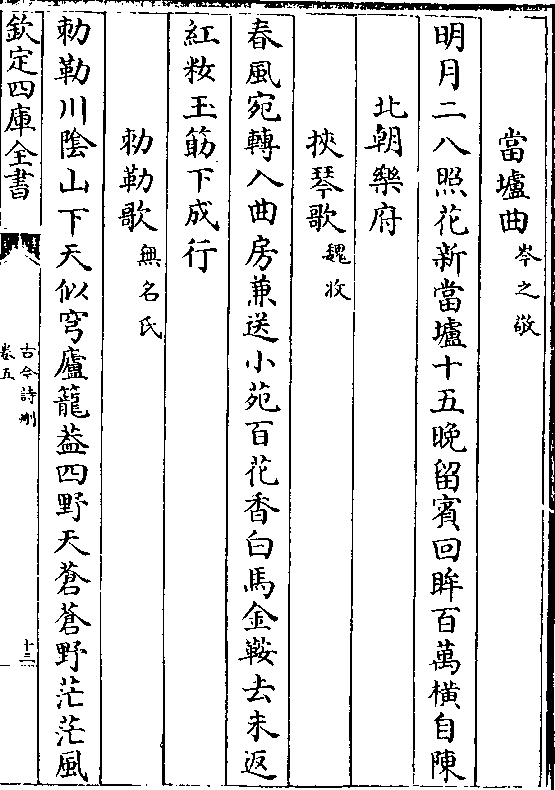 當壚曲 岑之敬
明月二八照花新當壚十五晚留賔回眸百萬横自陳
北朝樂府
挾琴歌 魏收
春風宛轉入曲房兼送小苑百花香白馬金鞍去未返
紅粧玉筯下成行
勅勒歌 無名氏
勅勒川隂山下天似穹廬籠葢四野天蒼蒼野茫茫風
欽定四庫全書
古今詩刪
卷五
十三